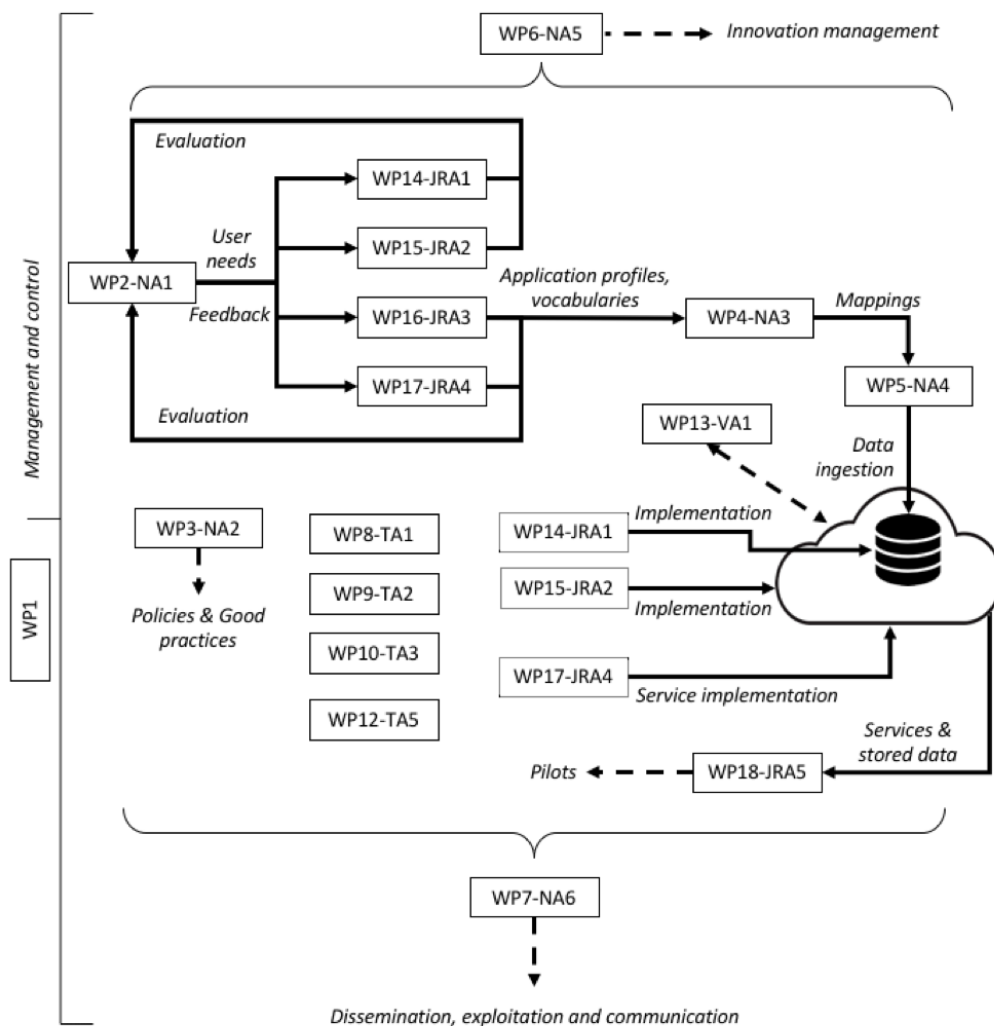 WP6-NA5
Innovation management
Evaluation
WP14-JRA1
User
needs
WP15-JRA2
WP2-NA1
Feedback
Application profiles,
vocabularies
WP16-JRA3
WP4-NA3
Mappings
WP17-JRA4
WP5-NA4
Evaluation
WP13-VA1
Data
ingestion
Management and control
WP1
WP3-NA2
Policies & Good
practices
WP8-TA1
WP9-TA2
WP10-TA3
WP12-TA5
WP14-JRA1
Implementation
WP15-JRA2
Implementation
WP17-JRA4
Service implementation
Services &
stored data
Pilots
WP18-JRA5
WP7-NA6
Dissemination, exploitation and communication